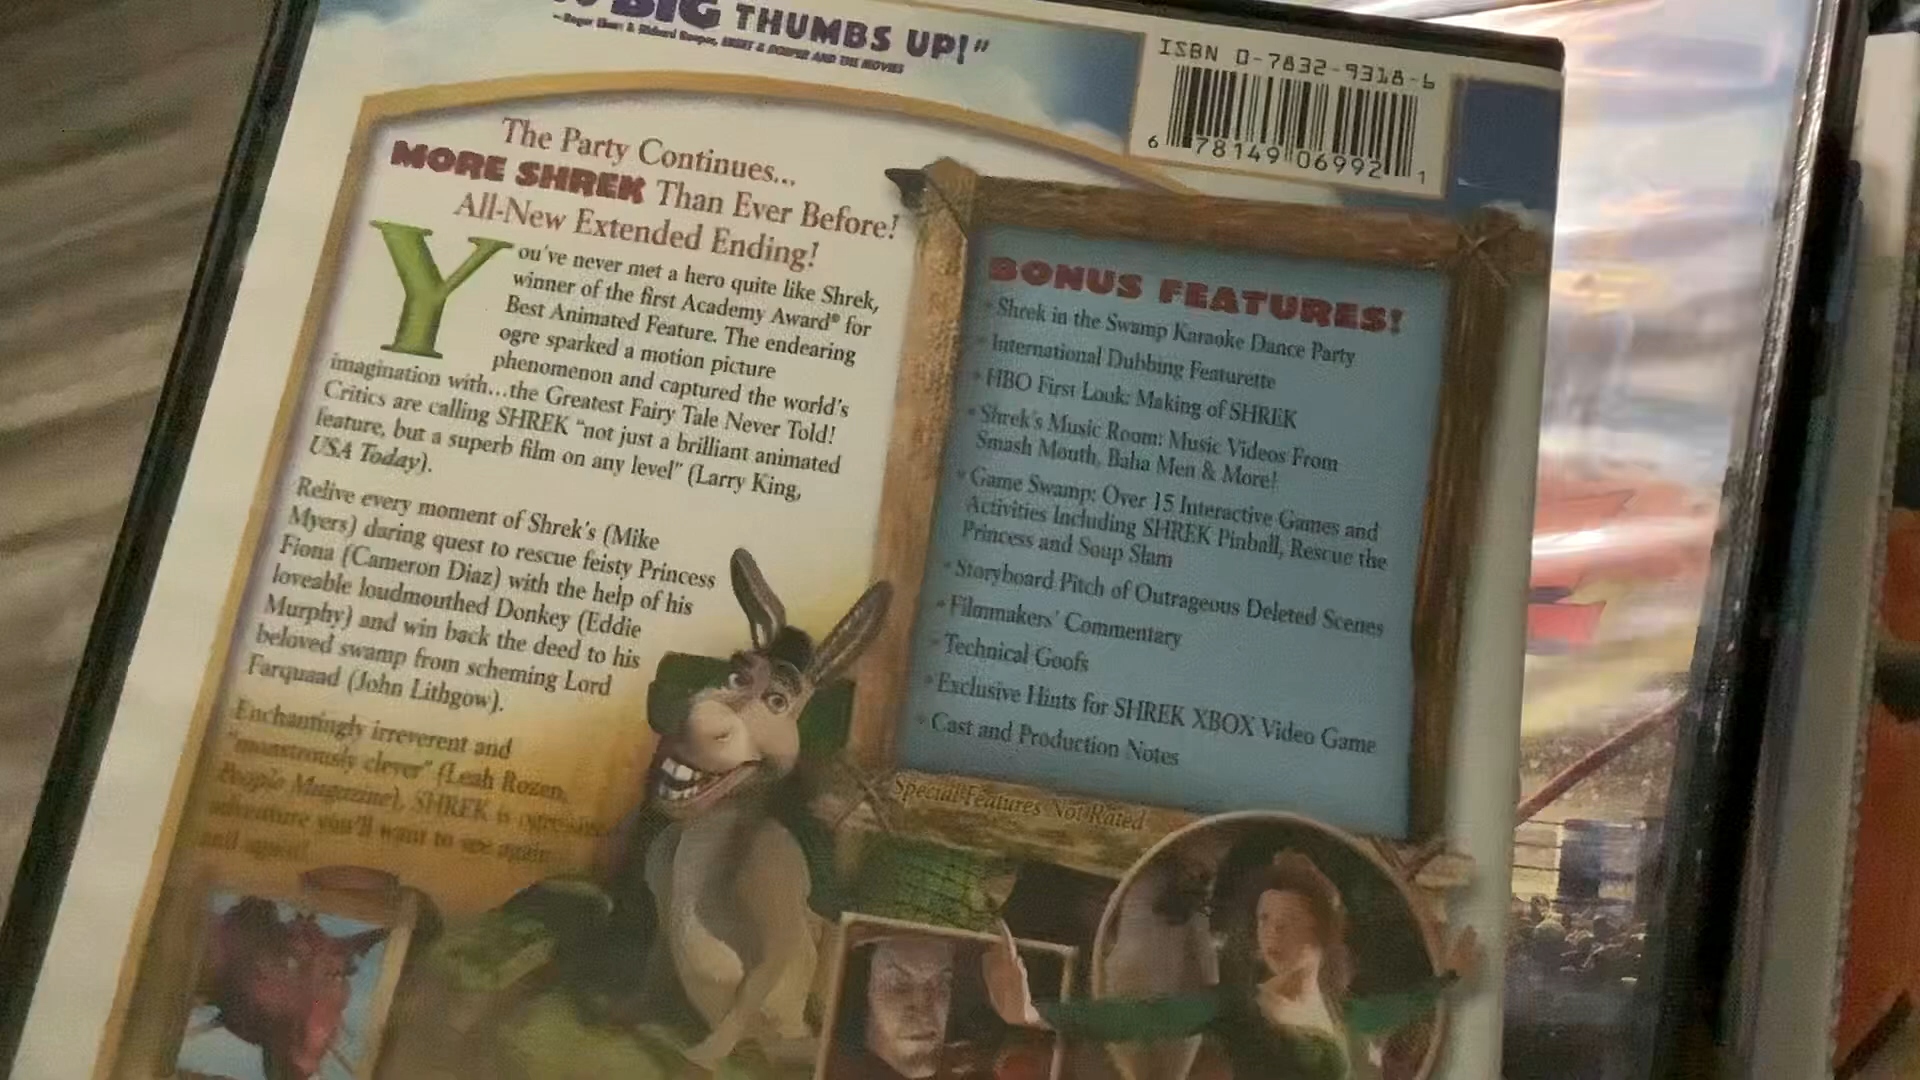 BIG THUMBS UP!"
~Roger Ebert & Richard Roeper, EBERT & ROEPER AND THE MOVIES
ISBN 0-7832-9318-6
6 78149 06992 1
The Party Continues...
MORE SHREK Than Ever Before!
All-New Extended Ending!
You've never met a hero quite like Shrek,
winner of the first Academy Award® for
Best Animated Feature. The endearing
ogre sparked a motion picture
phenomenon and captured the world's
imagination with...the Greatest Fairy Tale Never Told!
Critics are calling SHREK "not just a brilliant animated
feature, but a superb film on any level" (Larry King,
USA Today).
Relive every moment of Shrek's (Mike
Myers) daring quest to rescue feisty Princess
Fiona (Cameron Diaz) with the help of his
loveable loudmouthed Donkey (Eddie
Murphy) and win back the deed to his
beloved swamp from scheming Lord
Farquaad (John Lithgow).
Enchantingly irreverent and
"monstrously clever" (Leah Rozen,
People Magazine), SHREK is
adventure you'll want to see again
and again!
BONUS FEATURES!
• Shrek in the Swamp Karaoke Dance Party
• International Dubbing Featurette
• HBO First Look: Making of SHREK
• Shrek's Music Room: Music Videos From
Smash Mouth, Baha Men & More!
• Game Swamp: Over 15 Interactive Games and
Activities Including SHREK Pinball, Rescue the
Princess and Soup Slam
• Storyboard Pitch of Outrageous Deleted Scenes
• Filmmakers' Commentary
• Technical Goofs
• Exclusive Hints for SHREK XBOX Video Game
• Cast and Production Notes
Special Features Not Rated